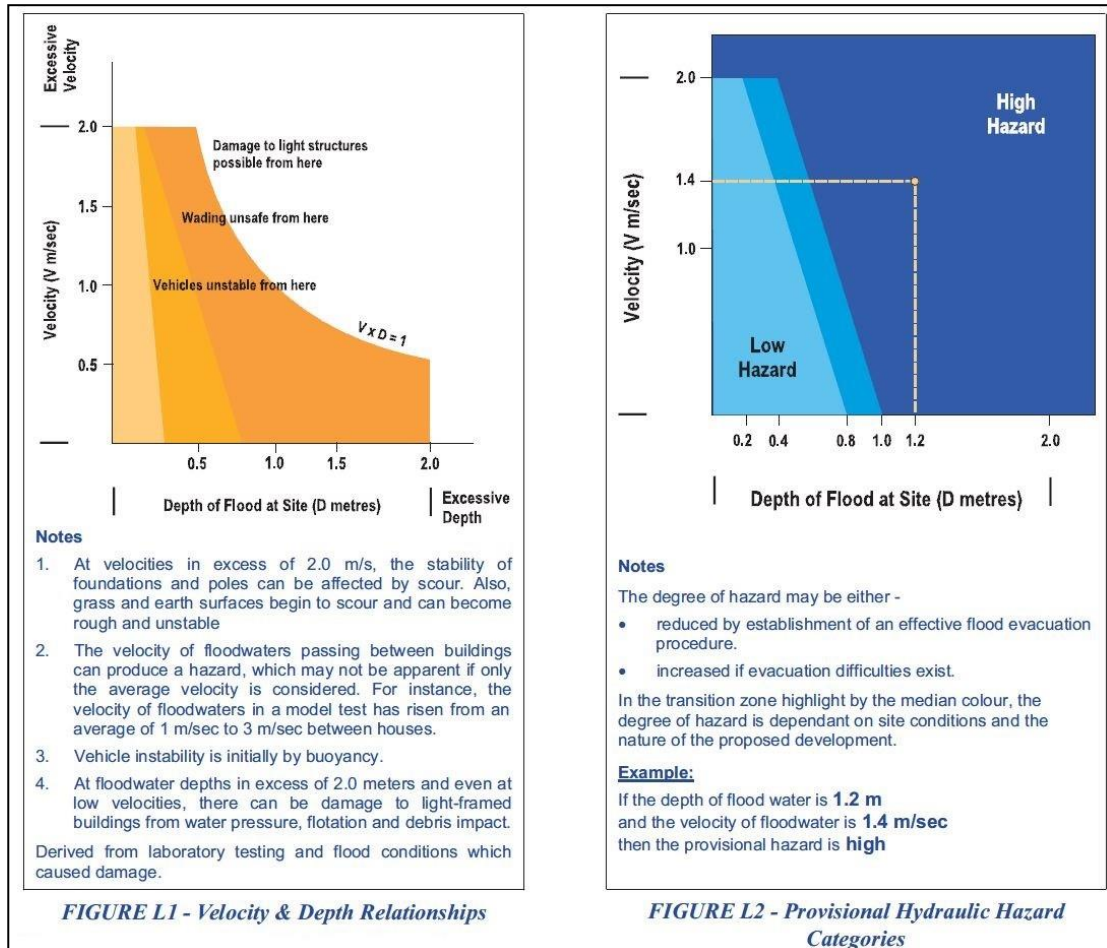 Excessive
Velocity
2.0
1.5
1.0
0.5
Velocity (V m/sec)
Damage to light structures
possible from here
Wading unsafe from here
Vehicles unstable from here
V x D = 1
0.5 1.0 1.5 2.0
Depth of Flood at Site (D metres)
Excessive
Depth
Notes
1. At velocities in excess of 2.0 m/s, the stability of
foundations and poles can be affected by scour. Also,
grass and earth surfaces begin to scour and can become
rough and unstable
2. The velocity of floodwaters passing between buildings
can produce a hazard, which may not be apparent if only
the average velocity is considered. For instance, the
velocity of floodwaters in a model test has risen from an
average of 1 m/sec to 3 m/sec between houses.
3. Vehicle instability is initially by buoyancy.
4. At floodwater depths in excess of 2.0 meters and even at
low velocities, there can be damage to light-framed
buildings from water pressure, flotation and debris impact.
Derived from laboratory testing and flood conditions which
caused damage.
FIGURE L1 - Velocity & Depth Relationships
2.0
1.4
1.0
Velocity (V m/sec)
High
Hazard
Low
Hazard
0.2 0.4 0.8 1.0 1.2 2.0
Depth of Flood at Site (D metres)
Notes
The degree of hazard may be either -
• reduced by establishment of an effective flood evacuation
procedure.
• increased if evacuation difficulties exist.
In the transition zone highlight by the median colour, the
degree of hazard is dependant on site conditions and the
nature of the proposed development.
Example:
If the depth of flood water is 1.2 m
and the velocity of floodwater is 1.4 m/sec
then the provisional hazard is high
FIGURE L2 - Provisional Hydraulic Hazard
Categories